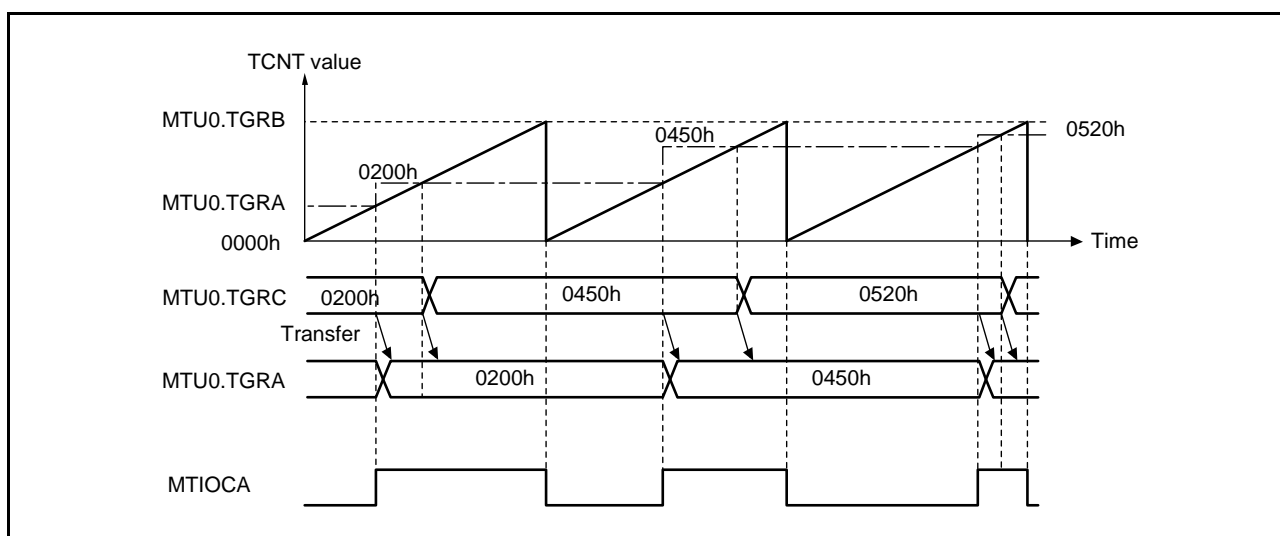 TCNT value
MTU0.TGRB
0520h
0450h
0200h
MTU0.TGRA
0000h
Time
MTU0.TGRC
0200h
0450h
0520h
Transfer
MTU0.TGRA
0200h
0450h
MTIOCA